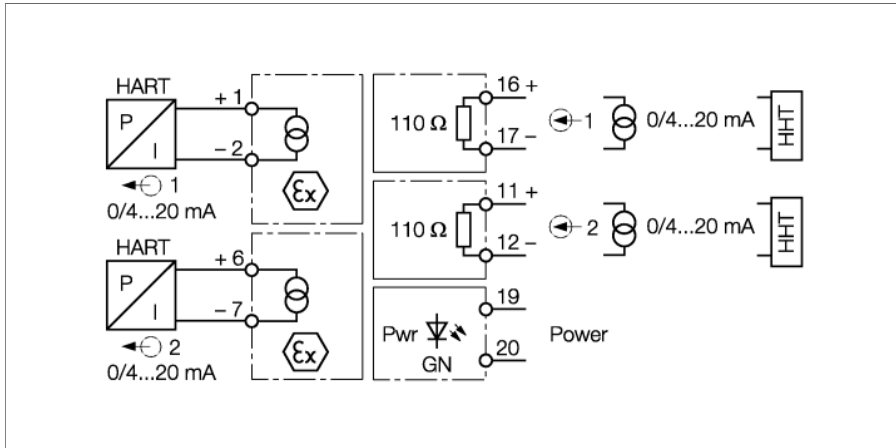 HART
P
I
+ 1
− 2
1
0/4...20 mA
Ex
HART
P
I
+ 6
− 7
2
0/4...20 mA
Ex
110 Ω
16 +
17 −
1
0/4...20 mA
HHT
110 Ω
11 +
12 −
2
0/4...20 mA
HHT
Pwr
GN
19
20
Power